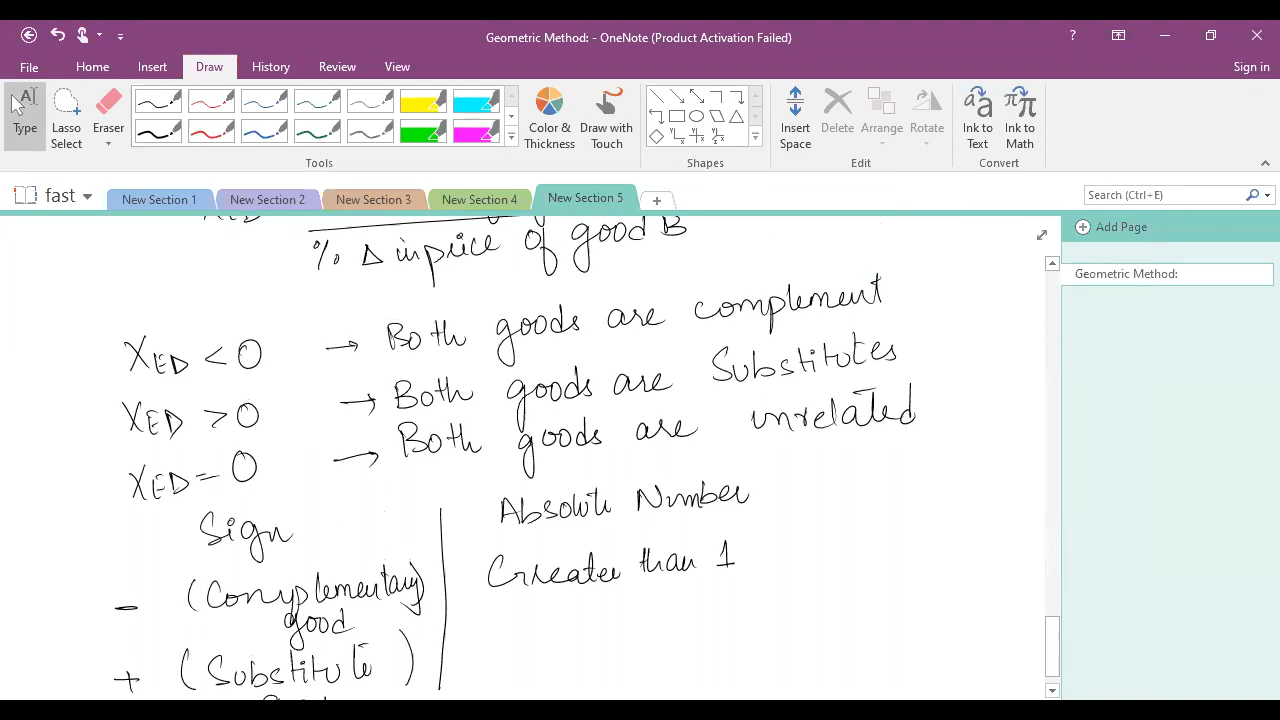 Geometric Method: - OneNote (Product Activation Failed)
?
File Home Insert Draw History Review View
Sign in
Type
Lasso Select
Eraser
Color & Thickness
Draw with Touch
Insert Space
Delete
Arrange
Rotate
Ink to Text
Ink to Math
Tools
Shapes
Edit
Convert
fast
New Section 1
New Section 2
New Section 3
New Section 4
New Section 5
Search (Ctrl+E)
Add Page
Geometric Method:
% Δ in price of good B
XED < 0 → Both goods are complement
XED > 0 → Both goods are Substitutes
XED = 0 → Both goods are unrelated
Sign
Absolute Number
- (Complementary good
Greater than 1
+ (Substitute)